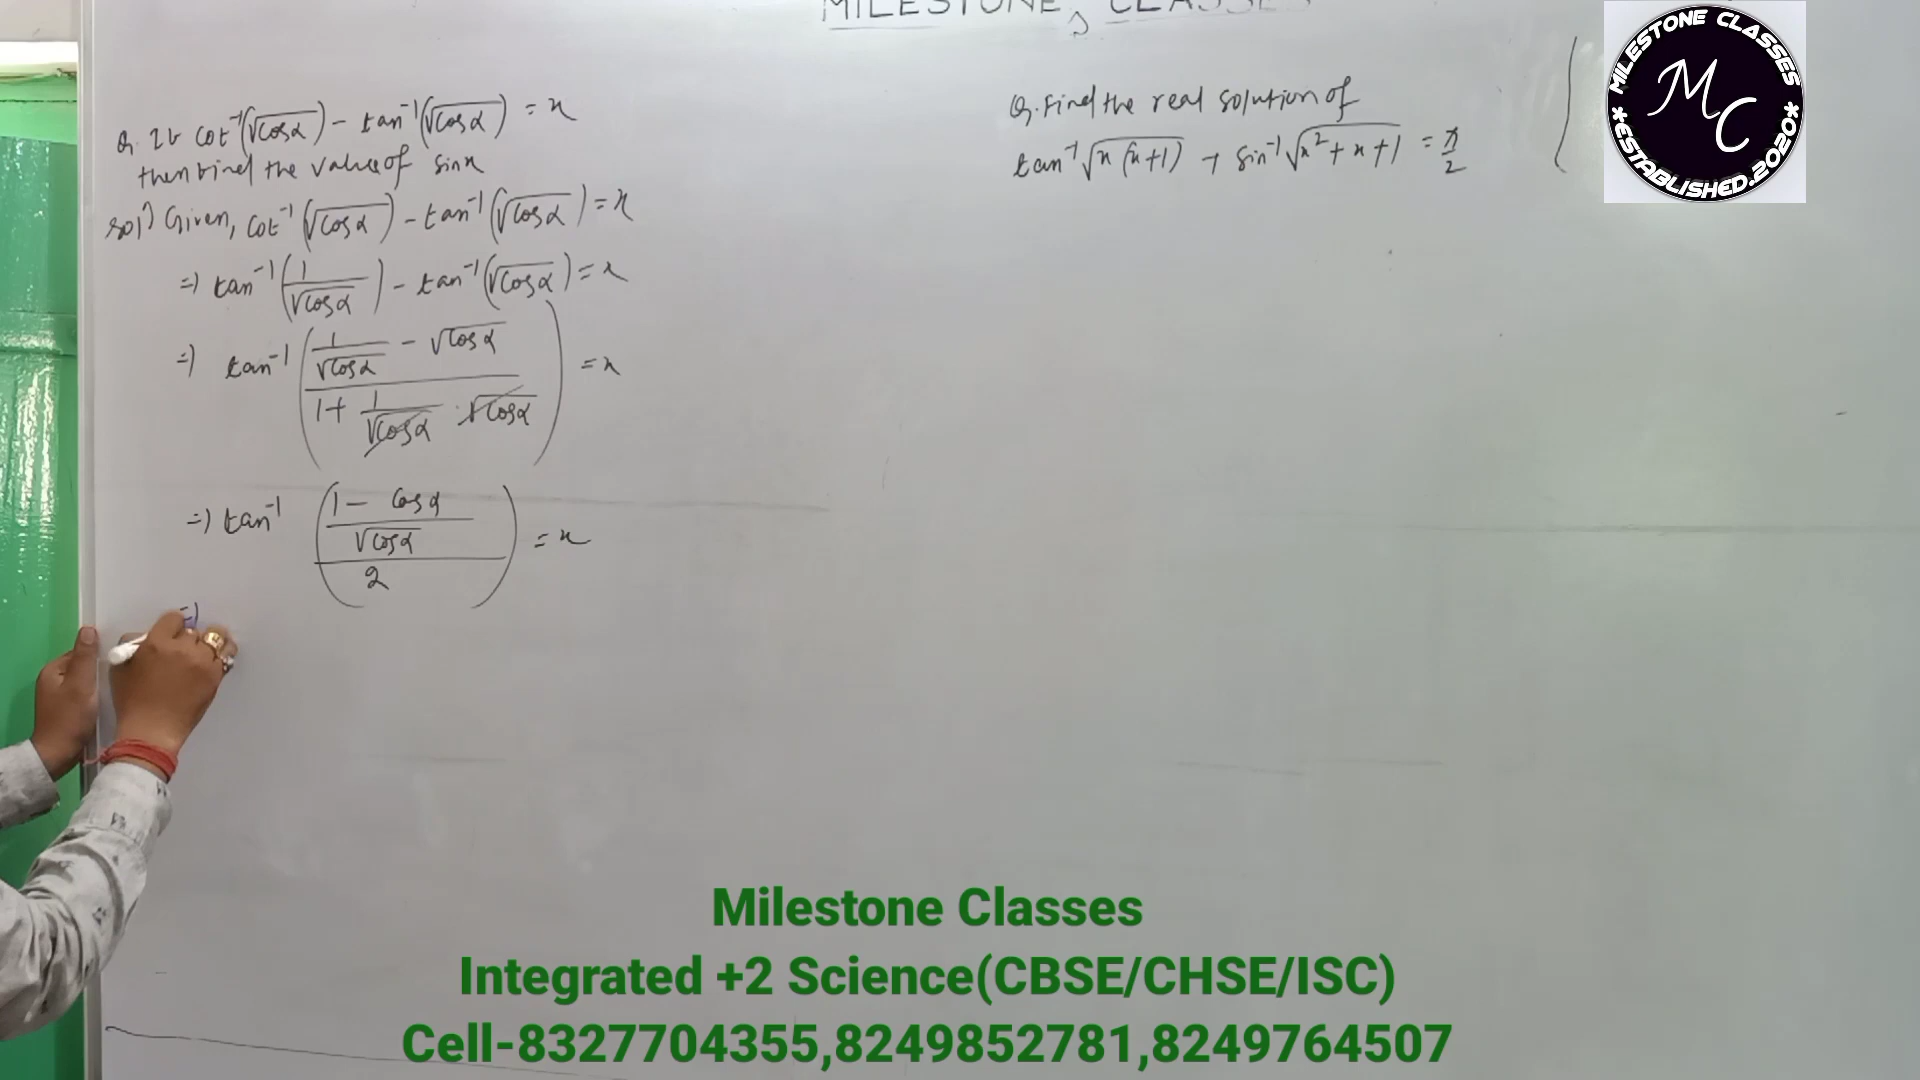 MILESTONE CLASSES
Q. If cot⁻¹(√cosα) - tan⁻¹(√cosα) = x
then find the value of sinx
Sol) Given, cot⁻¹(√cosα) - tan⁻¹(√cosα) = x
=) tan⁻¹(1/√cosα) - tan⁻¹(√cosα) = x
=) tan⁻¹((1/√cosα - √cosα)/(1 + 1/√cosα · √cosα)) = x
=) tan⁻¹(((1 - cosα)/√cosα)/2) = x
=)
Q. Find the real solution of
tan⁻¹√x(x+1) + sin⁻¹√x²+x+1 = π/2
MILESTONE CLASSES
MC
*ESTABLISHED.2020*
Milestone Classes
Integrated +2 Science(CBSE/CHSE/ISC)
Cell-8327704355,8249852781,8249764507